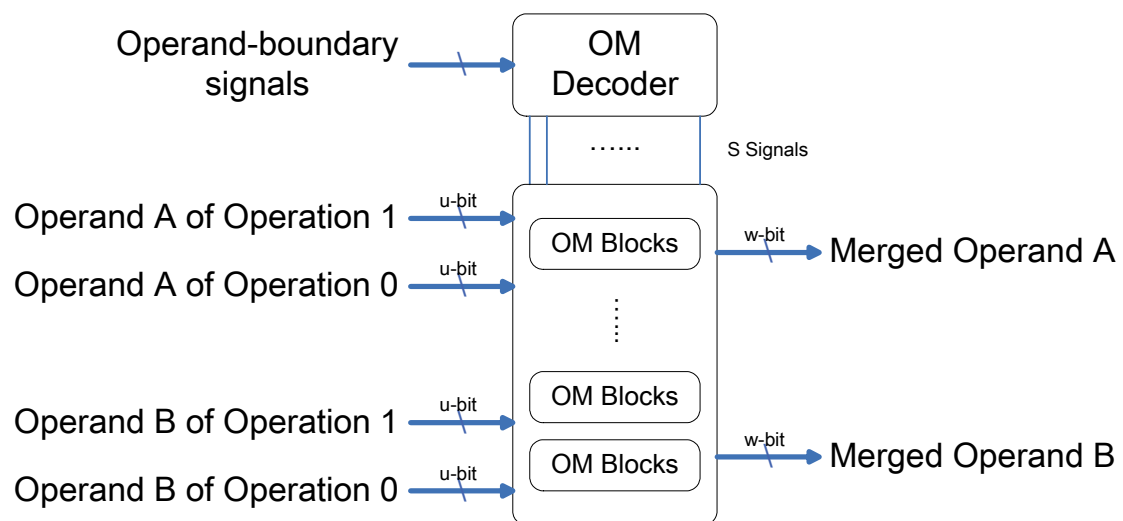 Operand-boundary
signals
OM
Decoder
......
S Signals
Operand A of Operation 1
u-bit
OM Blocks
w-bit
Merged Operand A
Operand A of Operation 0
u-bit
......
Operand B of Operation 1
u-bit
OM Blocks
w-bit
Merged Operand B
OM Blocks
Operand B of Operation 0
u-bit